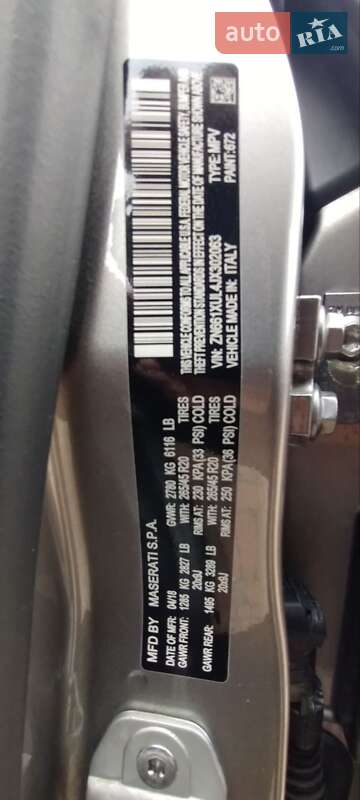 auto RIA .com
MFD BY MASERATI S.P.A.
DATE OF MFR: 04/18 GVWR: 2780 KG 6116 LB
GAWR FRONT: 1285 KG 2827 LB WITH: 265/45 R20 TIRES
20x9J RIMS AT: 230 KPA (33 PSI) COLD
GAWR REAR: 1495 KG 3289 LB WITH: 265/45 R20 TIRES
20x9J RIMS AT: 250 KPA (36 PSI) COLD
THIS VEHICLE CONFORMS TO ALL APPLICABLE U.S.A. FEDERAL MOTOR VEHICLE SAFETY, BUMPER, AND
THEFT PREVENTION STANDARDS IN EFFECT ON THE DATE OF MANUFACTURE SHOWN ABOVE
VIN: ZN661XUL4JX302063 TYPE: MPV
VEHICLE MADE IN: ITALY PAINT: 672